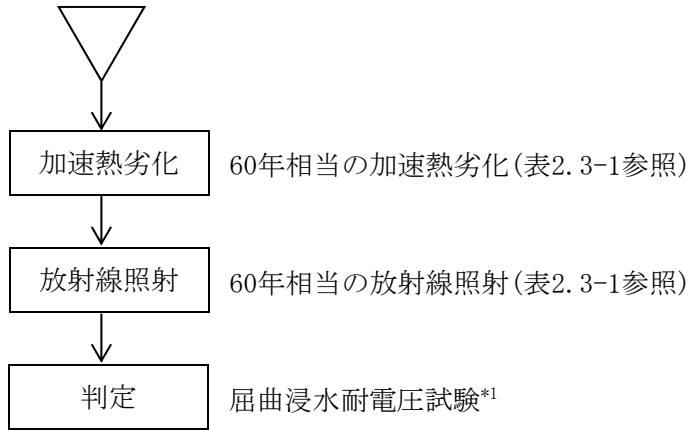 加速熱劣化 60年相当の加速熱劣化(表2.3-1参照)
放射線照射 60年相当の放射線照射(表2.3-1参照)
判定 屈曲浸水耐電圧試験*1